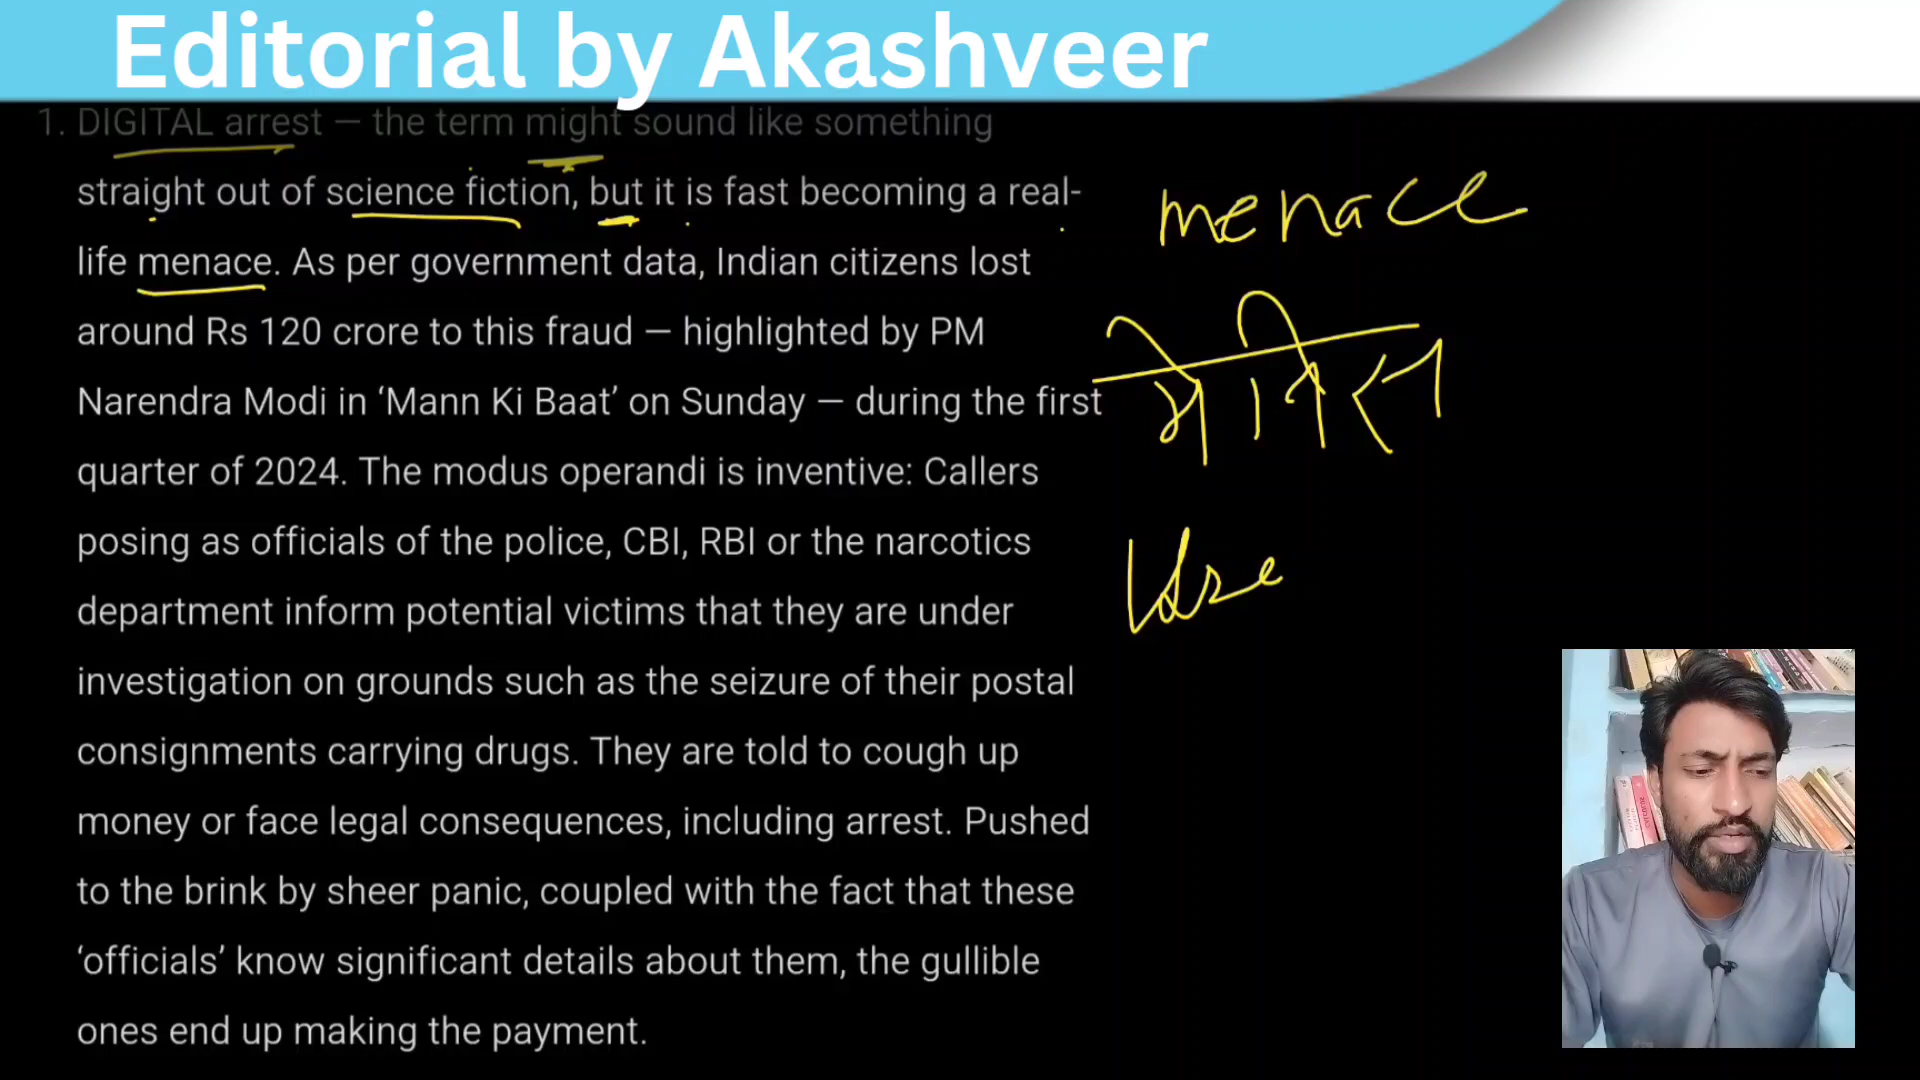 Editorial by Akashveer
1. DIGITAL arrest — the term might sound like something
straight out of science fiction, but it is fast becoming a real-
life menace. As per government data, Indian citizens lost
around Rs 120 crore to this fraud — highlighted by PM
Narendra Modi in ‘Mann Ki Baat’ on Sunday — during the first
quarter of 2024. The modus operandi is inventive: Callers
posing as officials of the police, CBI, RBI or the narcotics
department inform potential victims that they are under
investigation on grounds such as the seizure of their postal
consignments carrying drugs. They are told to cough up
money or face legal consequences, including arrest. Pushed
to the brink by sheer panic, coupled with the fact that these
‘officials’ know significant details about them, the gullible
ones end up making the payment.
menace